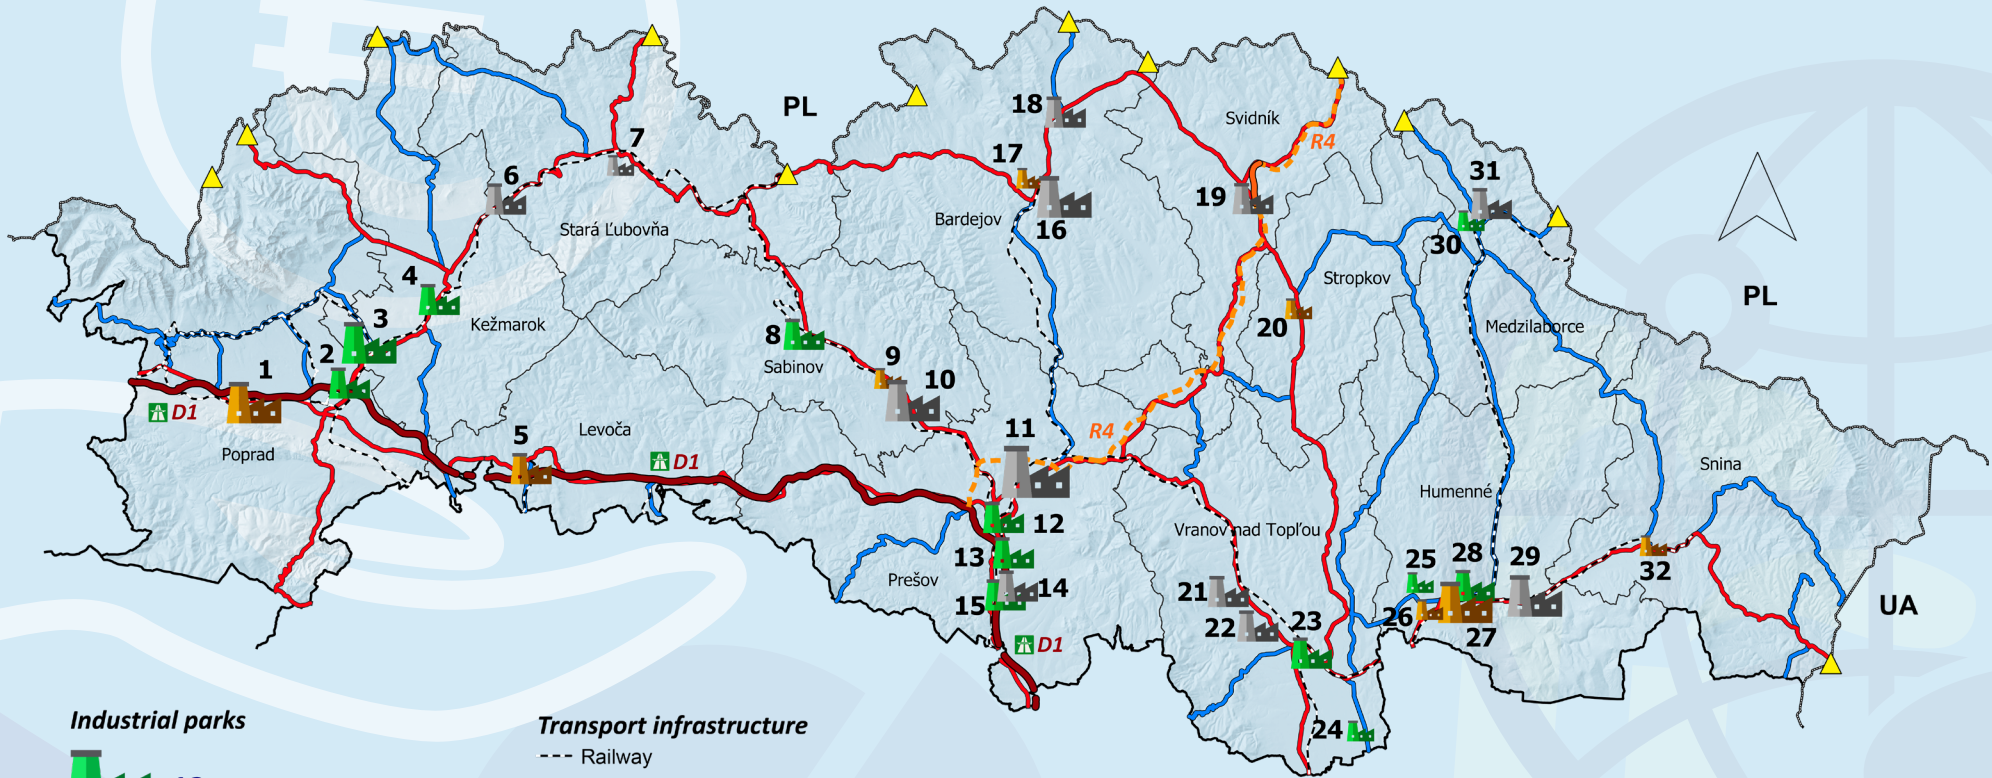 PL
18
Svidník
R4
7
17
31
6
19
Stará Ľubovňa
Bardejov
16
30
4
Stropkov
PL
3
Kežmarok
8
20
Medzilaborce
2
1
9
Sabinov
10
D1
5
Levoča
11
R4
Poprad
D1
Snina
Humenné
12
Vranov nad Topľou
13
25
28
29
32
Prešov
14
21
15
26
UA
22
23
27
D1
24
Industrial parks
Transport infrastructure
Railway